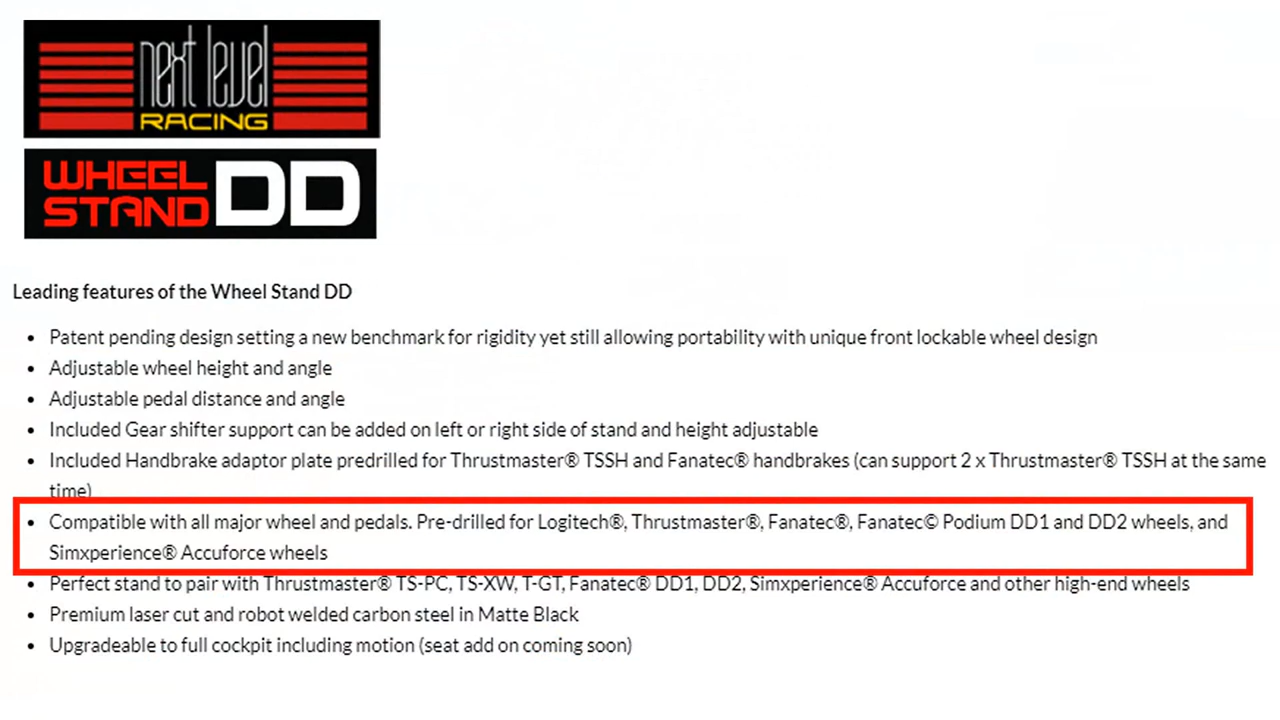 next level
RACING
WHEEL
STAND DD
Leading features of the Wheel Stand DD
• Patent pending design setting a new benchmark for rigidity yet still allowing portability with unique front lockable wheel design
• Adjustable wheel height and angle
• Adjustable pedal distance and angle
• Included Gear shifter support can be added on left or right side of stand and height adjustable
• Included Handbrake adaptor plate predrilled for Thrustmaster® TSSH and Fanatec® handbrakes (can support 2 x Thrustmaster® TSSH at the same
time)
• Compatible with all major wheel and pedals. Pre-drilled for Logitech®, Thrustmaster®, Fanatec®, Fanatec© Podium DD1 and DD2 wheels, and
Simxperience® Accuforce wheels
• Perfect stand to pair with Thrustmaster® TS-PC, TS-XW, T-GT, Fanatec® DD1, DD2, Simxperience® Accuforce and other high-end wheels
• Premium laser cut and robot welded carbon steel in Matte Black
• Upgradeable to full cockpit including motion (seat add on coming soon)